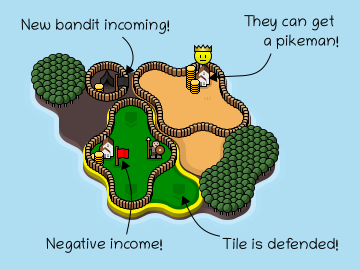 New bandit incoming!
They can get
a pikeman!
Negative income!
Tile is defended!